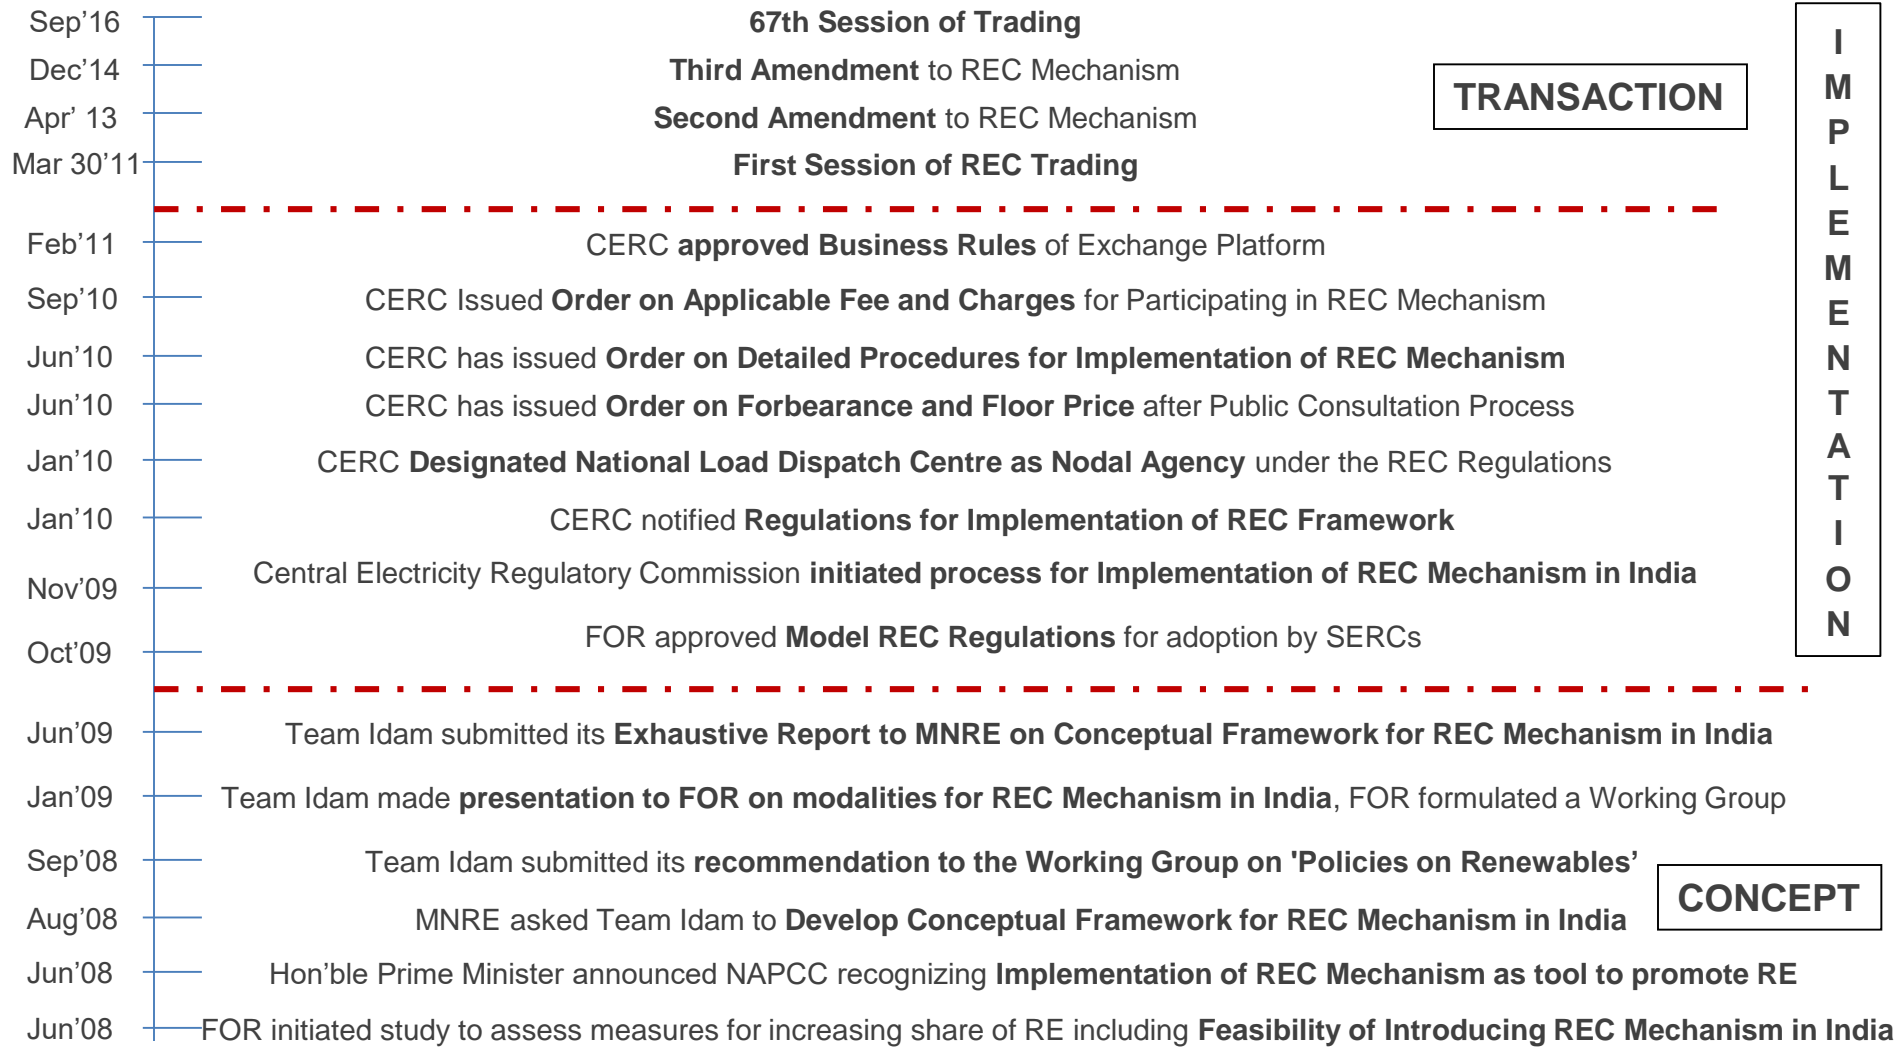 Sep’16 67th Session of Trading
Dec’14 Third Amendment to REC Mechanism
TRANSACTION
Apr’ 13 Second Amendment to REC Mechanism
Mar 30’11 First Session of REC Trading
Feb’11 CERC approved Business Rules of Exchange Platform
Sep’10 CERC Issued Order on Applicable Fee and Charges for Participating in REC Mechanism
Jun’10 CERC has issued Order on Detailed Procedures for Implementation of REC Mechanism
Jun’10 CERC has issued Order on Forbearance and Floor Price after Public Consultation Process
Jan’10 CERC Designated National Load Dispatch Centre as Nodal Agency under the REC Regulations
Jan’10 CERC notified Regulations for Implementation of REC Framework
Nov’09 Central Electricity Regulatory Commission initiated process for Implementation of REC Mechanism in India
Oct’09 FOR approved Model REC Regulations for adoption by SERCs
IMPLEMENTATION
Jun’09 Team Idam submitted its Exhaustive Report to MNRE on Conceptual Framework for REC Mechanism in India
Jan’09 Team Idam made presentation to FOR on modalities for REC Mechanism in India, FOR formulated a Working Group
Sep’08 Team Idam submitted its recommendation to the Working Group on 'Policies on Renewables’
CONCEPT
Aug’08 MNRE asked Team Idam to Develop Conceptual Framework for REC Mechanism in India
Jun’08 Hon’ble Prime Minister announced NAPCC recognizing Implementation of REC Mechanism as tool to promote RE
Jun’08 FOR initiated study to assess measures for increasing share of RE including Feasibility of Introducing REC Mechanism in India